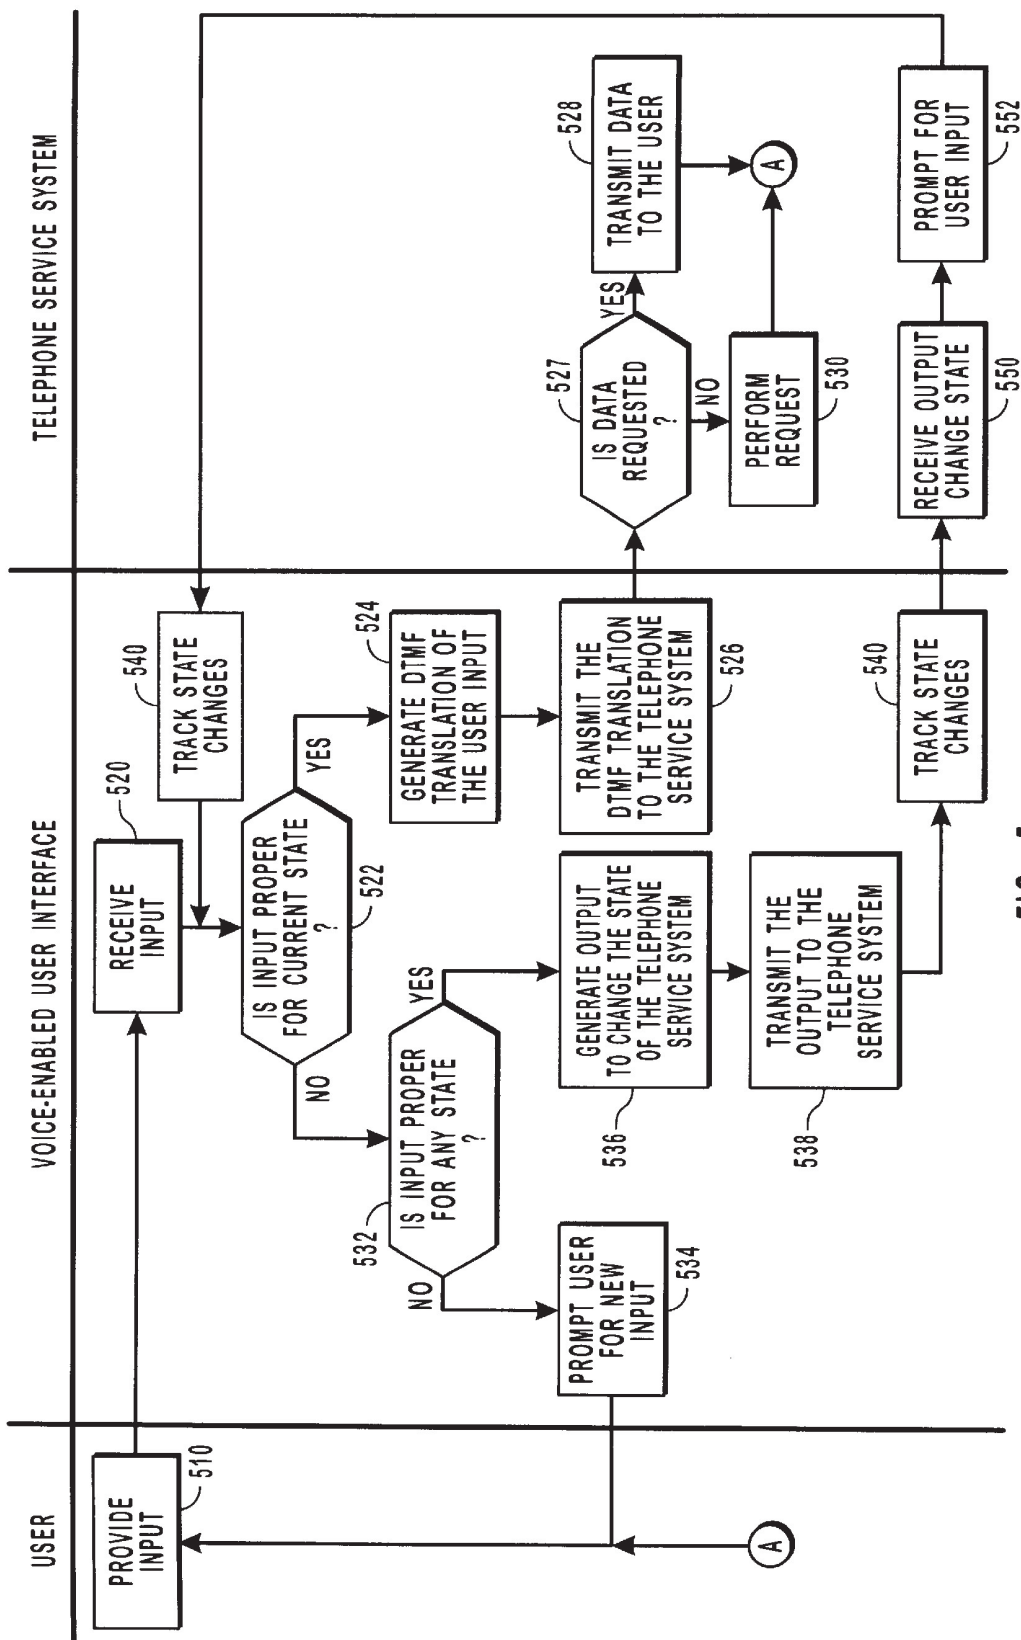 USER
VOICE-ENABLED USER INTERFACE
TELEPHONE SERVICE SYSTEM
PROVIDE
INPUT
510
RECEIVE
INPUT
520
TRACK STATE
CHANGES
540
IS INPUT PROPER
FOR CURRENT STATE
?
522
NO
YES
IS INPUT PROPER
FOR ANY STATE
?
532
NO
YES
GENERATE DTMF
TRANSLATION OF
THE USER INPUT
524
PROMPT USER
FOR NEW
INPUT
534
GENERATE OUTPUT
TO CHANGE THE STATE
OF THE TELEPHONE
SERVICE SYSTEM
536
TRANSMIT THE
DTMF TRANSLATION
TO THE TELEPHONE
SERVICE SYSTEM
526
IS DATA
REQUESTED
?
527
YES
NO
TRANSMIT DATA
TO THE USER
528
PERFORM
REQUEST
530
A
A
TRANSMIT THE
OUTPUT TO THE
TELEPHONE
SERVICE SYSTEM
538
TRACK STATE
CHANGES
540
RECEIVE OUTPUT
CHANGE STATE
550
PROMPT FOR
USER INPUT
552